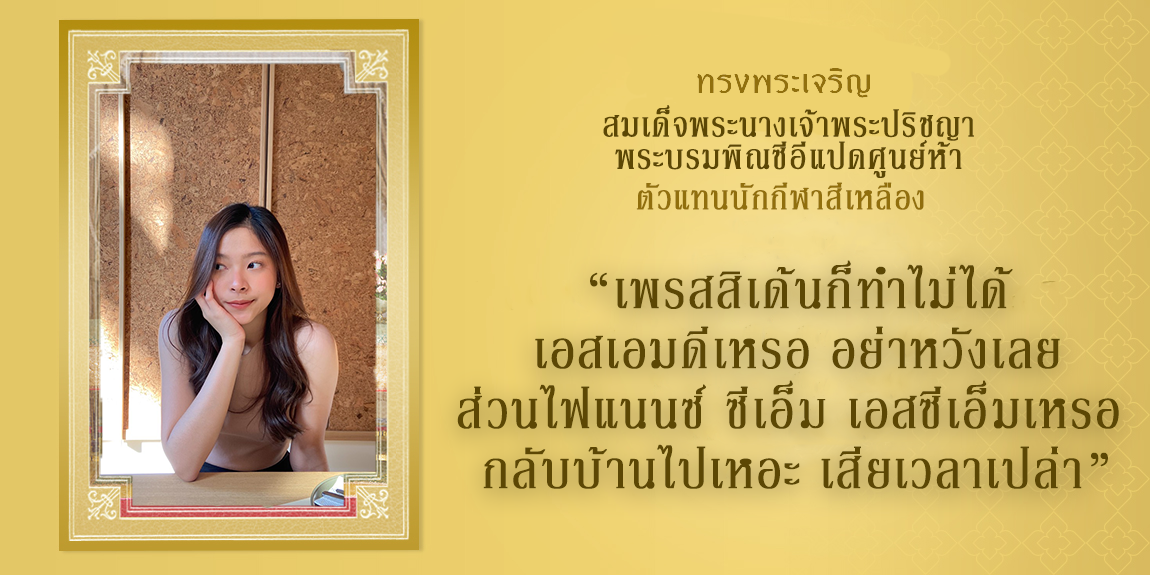 ทรงพระเจริญ
สมเด็จพระนางเจ้าพระปริชญา
พระบรมพิณซีอีแปดศูนย์ห้า
ตัวแทนนักกีฬาสีเหลือง
“เพรสสิเด้นก็ทำไม่ได้
เอสเอมดีเหรอ อย่าหวังเลย
ส่วนไฟแนนซ์ ซีเอ็ม เอสซีเอ็มเหรอ
กลับบ้านไปเหอะ เสียเวลาเปล่า”